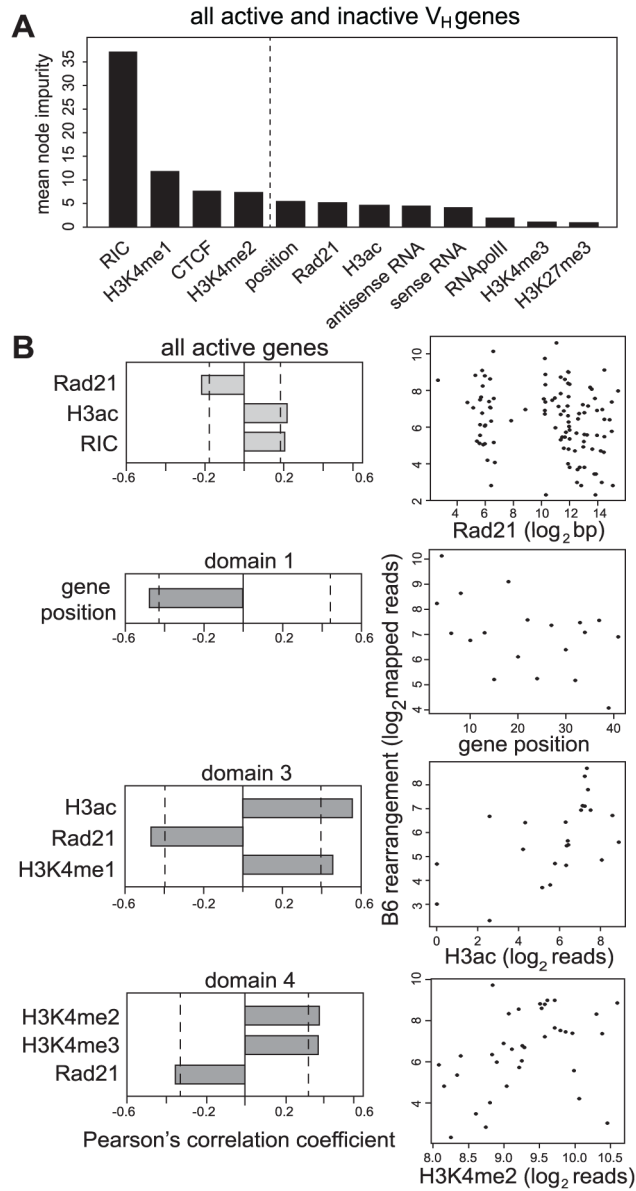 A
all active and inactive VH genes
mean node impurity
35
30
25
20
15
10
5
0
RIC
H3K4me1
CTCF
H3K4me2
position
Rad21
H3ac
antisense RNA
sense RNA
RNApolII
H3K4me3
H3K27me3
B
all active genes
Rad21
H3ac
RIC
-0.6 -0.2 0.2 0.6
10
8
6
4
2
4 6 8 10 12 14
Rad21 (log2 bp)
domain 1
gene position
-0.6 -0.2 0.2 0.6
B6 rearrangement (log2 mapped reads)
10
9
8
7
6
5
4
10 20 30 40
gene position
domain 3
H3ac
Rad21
H3K4me1
-0.6 -0.2 0.2 0.6
8
7
6
5
4
3
0 2 4 6 8
H3ac (log2 reads)
domain 4
H3K4me2
H3K4me3
Rad21
-0.6 -0.2 0.2 0.6
Pearson's correlation coefficient
10
8
6
4
8.0 8.5 9.0 9.5 10.0 10.5
H3K4me2 (log2 reads)